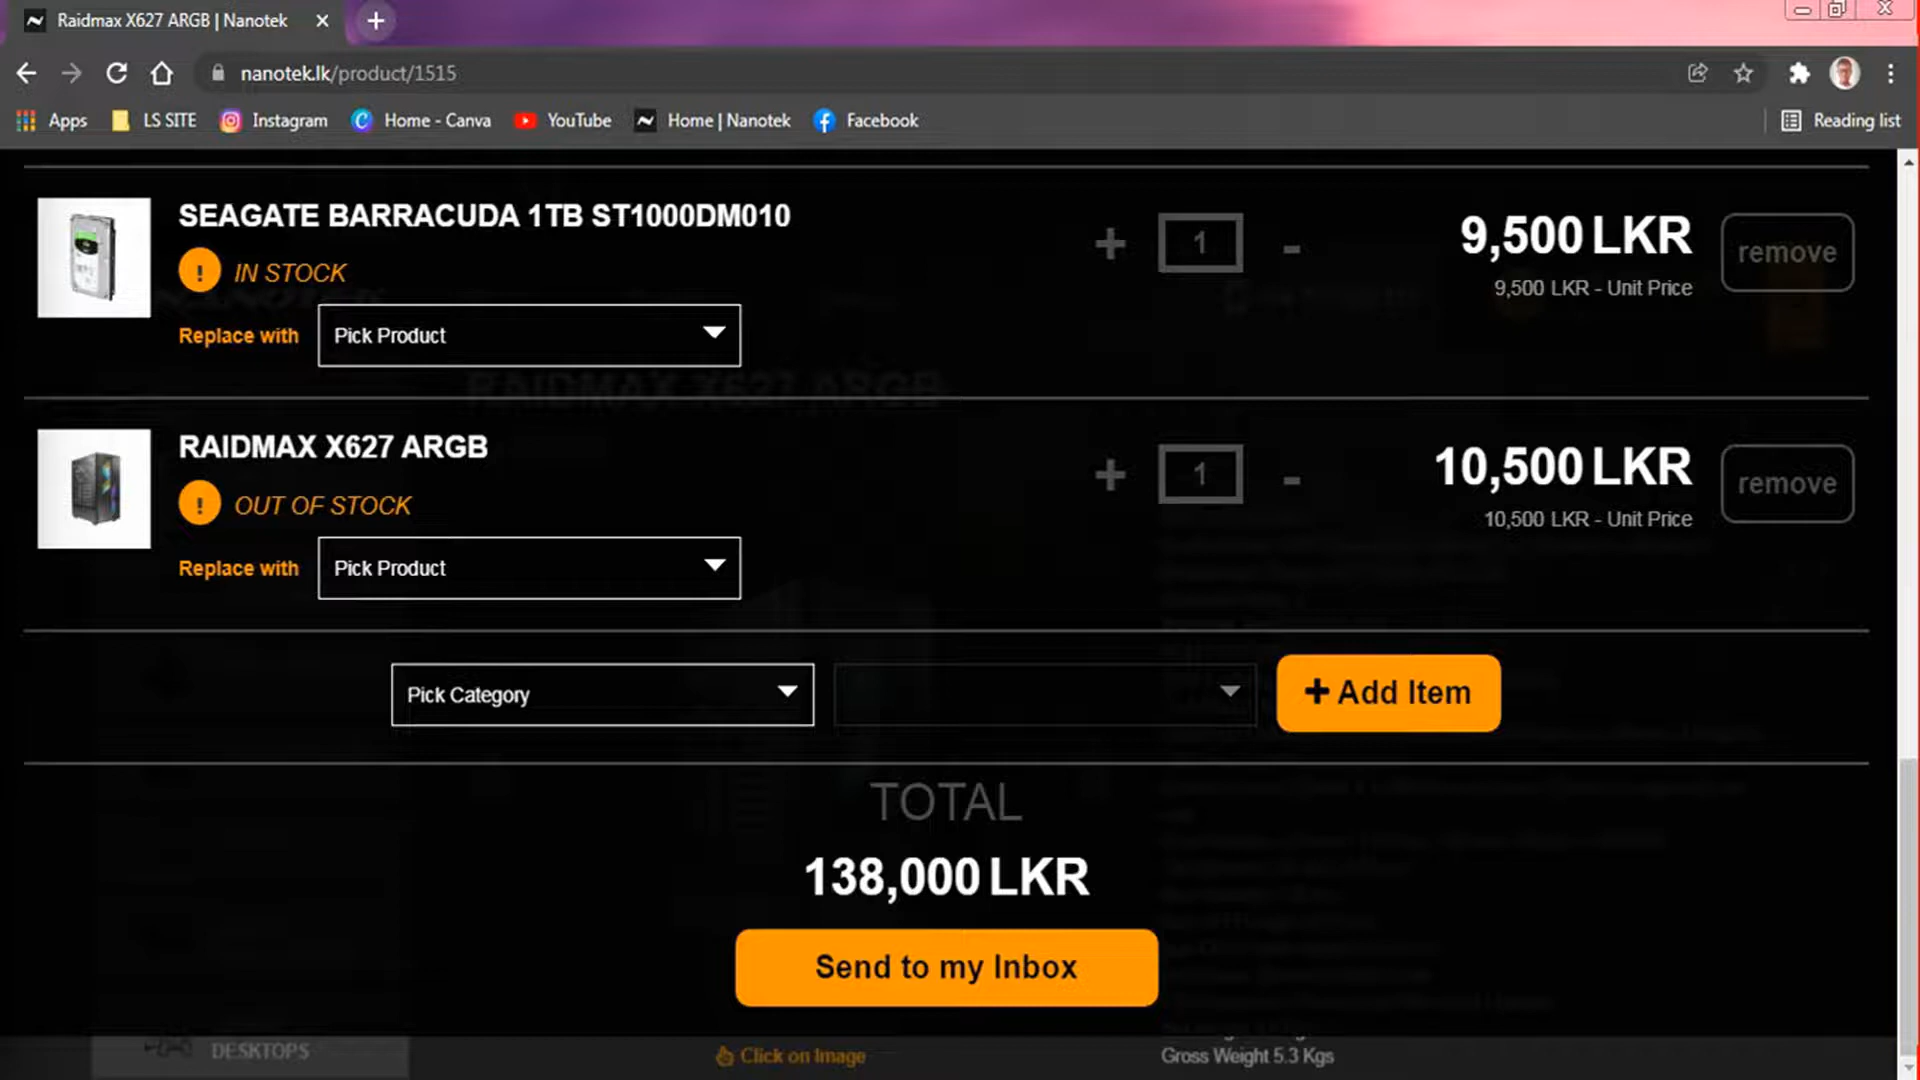 Raidmax X627 ARGB | Nanotek
nanotek.lk/product/1515
Apps LS SITE Instagram Home - Canva YouTube Home | Nanotek Facebook Reading list
SEAGATE BARRACUDA 1TB ST1000DM010
! IN STOCK
Replace with Pick Product
+ 1 -
9,500 LKR
9,500 LKR - Unit Price
remove
RAIDMAX X627 ARGB
RAIDMAX X627 ARGB
! OUT OF STOCK
Replace with Pick Product
+ 1 -
10,500 LKR
10,500 LKR - Unit Price
remove
Pick Category
+ Add Item
TOTAL
138,000 LKR
Send to my Inbox
DESKTOPS
Click on Image
Gross Weight 5.3 Kgs